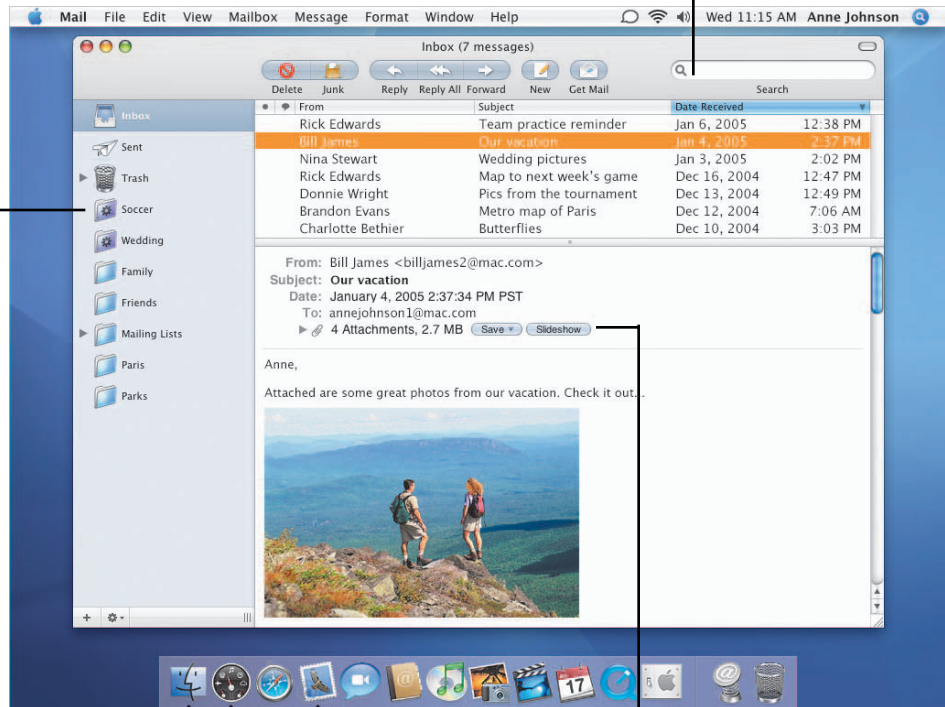 Mail File Edit View Mailbox Message Format Window Help Wed 11:15 AM Anne Johnson
Inbox (7 messages)
Delete Junk Reply Reply All Forward New Get Mail Search
From Subject Date Received
Rick Edwards Team practice reminder Jan 6, 2005 12:38 PM
Bill James Our vacation Jan 4, 2005 2:37 PM
Nina Stewart Wedding pictures Jan 3, 2005 2:02 PM
Rick Edwards Map to next week's game Dec 16, 2004 12:47 PM
Donnie Wright Pics from the tournament Dec 13, 2004 12:49 PM
Brandon Evans Metro map of Paris Dec 12, 2004 7:06 AM
Charlotte Bethier Butterflies Dec 10, 2004 3:03 PM
Inbox
Sent
Trash
Soccer
Wedding
Family
Friends
Mailing Lists
Paris
Parks
From: Bill James <billjames2@mac.com>
Subject: Our vacation
Date: January 4, 2005 2:37:34 PM PST
To: annejohnson1@mac.com
4 Attachments, 2.7 MB Save Slideshow
Anne,
Attached are some great photos from our vacation. Check it out...
17